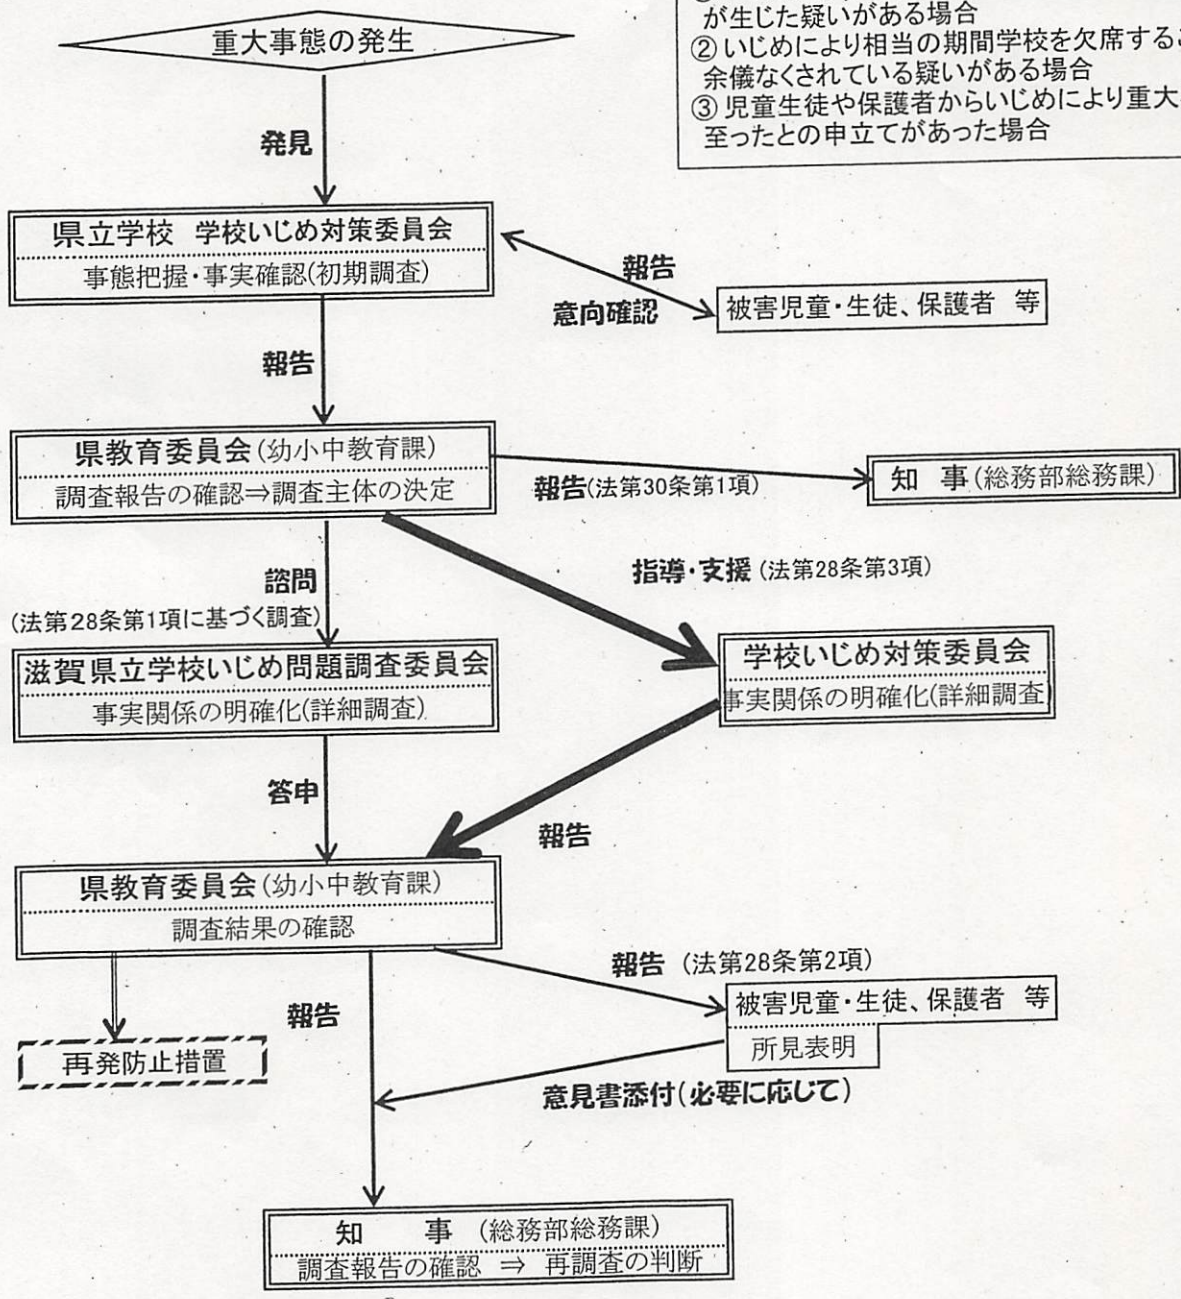 重大事態の発生
が生じた疑いがある場合
② いじめにより相当の期間学校を欠席する
余儀なくされている疑いがある場合
③ 児童生徒や保護者からいじめにより重大
至ったとの申立てがあった場合
発見
県立学校 学校いじめ対策委員会
事態把握・事実確認(初期調査)
報告
意向確認
被害児童・生徒、保護者 等
報告
県教育委員会(幼小中教育課)
調査報告の確認⇒調査主体の決定
報告(法第30条第1項)
知 事(総務部総務課)
諮問
(法第28条第1項に基づく調査)
指導・支援 (法第28条第3項)
滋賀県立学校いじめ問題調査委員会
事実関係の明確化(詳細調査)
学校いじめ対策委員会
事実関係の明確化(詳細調査
答申
報告
県教育委員会(幼小中教育課)
調査結果の確認
報告 (法第28条第2項)
被害児童・生徒、保護者 等
所見表明
報告
再発防止措置
意見書添付(必要に応じて)
知 事 (総務部総務課)
調査報告の確認 ⇒ 再調査の判断